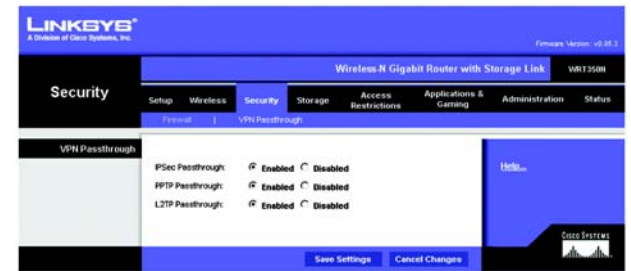 LINKSYS®
A Division of Cisco Systems, Inc.
Firmware Version: v0.95.3
Wireless-N Gigabit Router with Storage Link WRT350N
Security
Setup Wireless Security Storage Access Restrictions Applications & Gaming Administration Status
Firewall | VPN Passthrough
VPN Passthrough
IPSec Passthrough: Enabled Disabled
PPTP Passthrough: Enabled Disabled
L2TP Passthrough: Enabled Disabled
Help...
CISCO SYSTEMS
Save Settings Cancel Changes